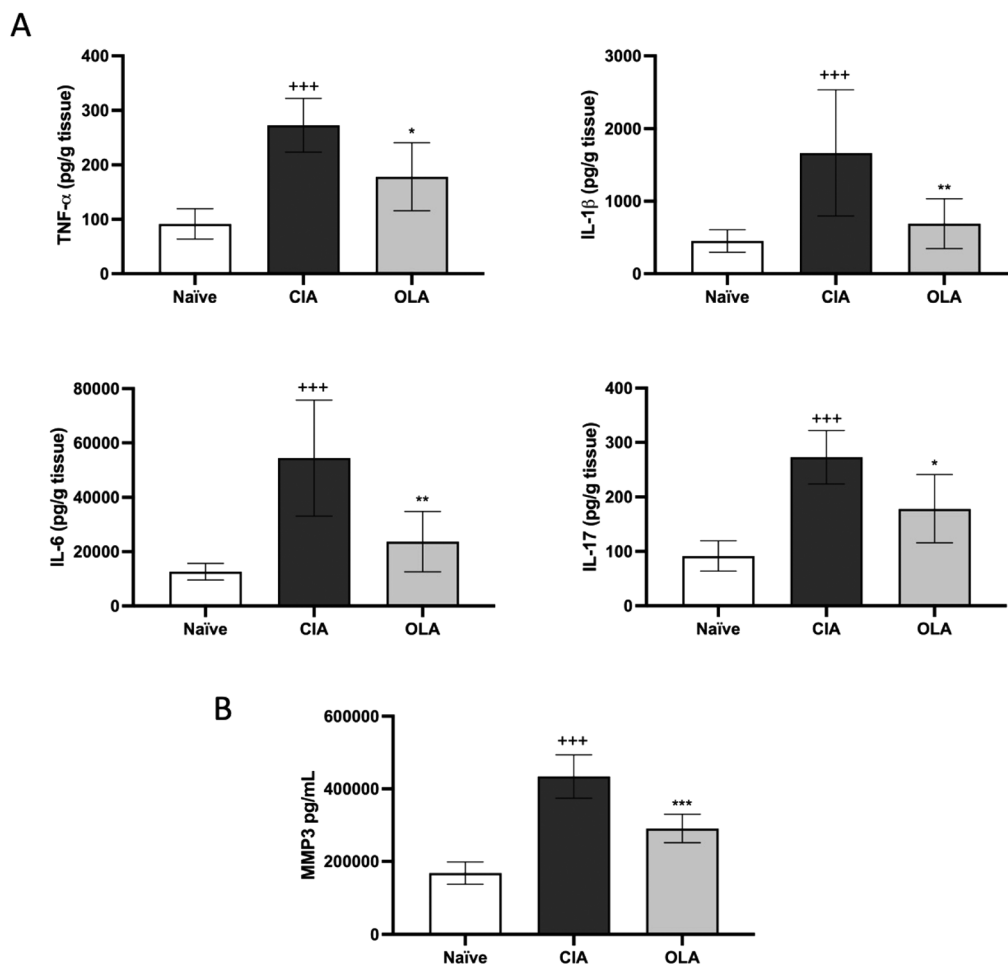 A
TNF-α (pg/g tissue)
400
300
200
100
0
+++
*
Naïve CIA OLA
IL-1β (pg/g tissue)
3000
2000
1000
0
+++
**
Naïve CIA OLA
IL-6 (pg/g tissue)
80000
60000
40000
20000
0
+++
**
Naïve CIA OLA
IL-17 (pg/g tissue)
400
300
200
100
0
+++
*
Naïve CIA OLA
B
MMP3 pg/mL
600000
400000
200000
0
+++
***
Naïve CIA OLA